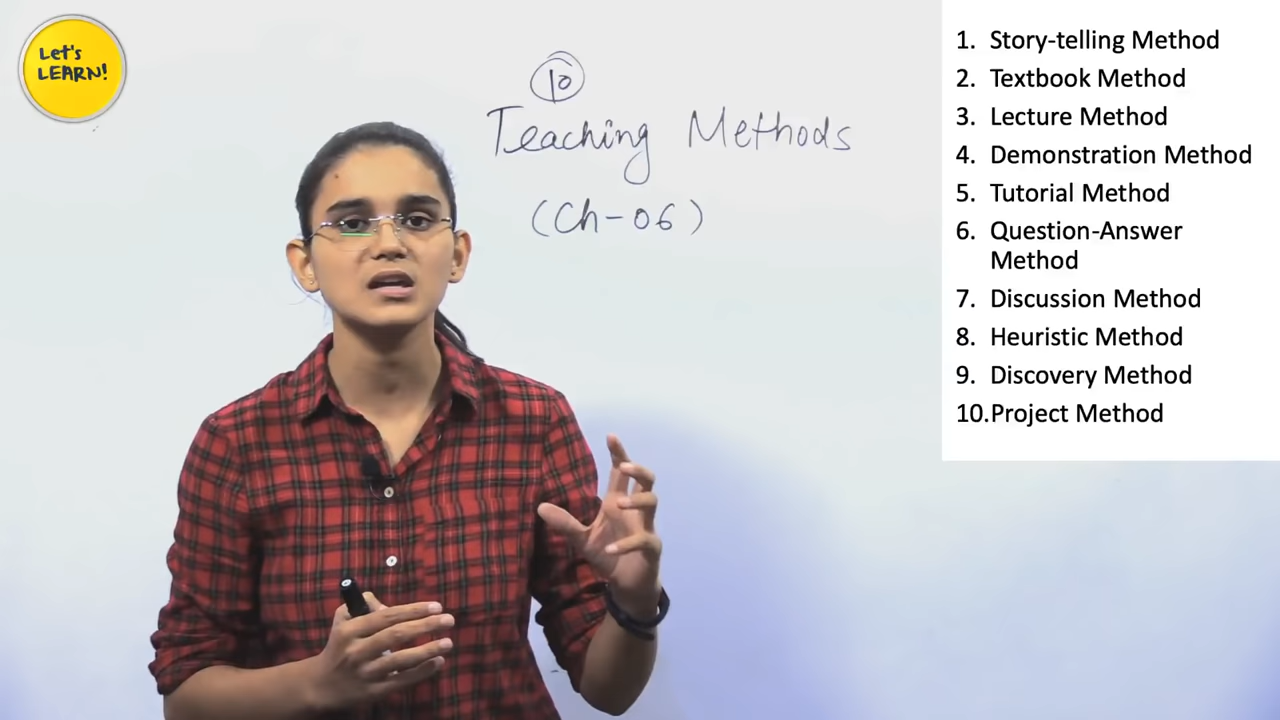 Let's
LEARN!
10
Teaching Methods
(Ch-06)
1. Story-telling Method
2. Textbook Method
3. Lecture Method
4. Demonstration Method
5. Tutorial Method
6. Question-Answer
Method
7. Discussion Method
8. Heuristic Method
9. Discovery Method
10.Project Method